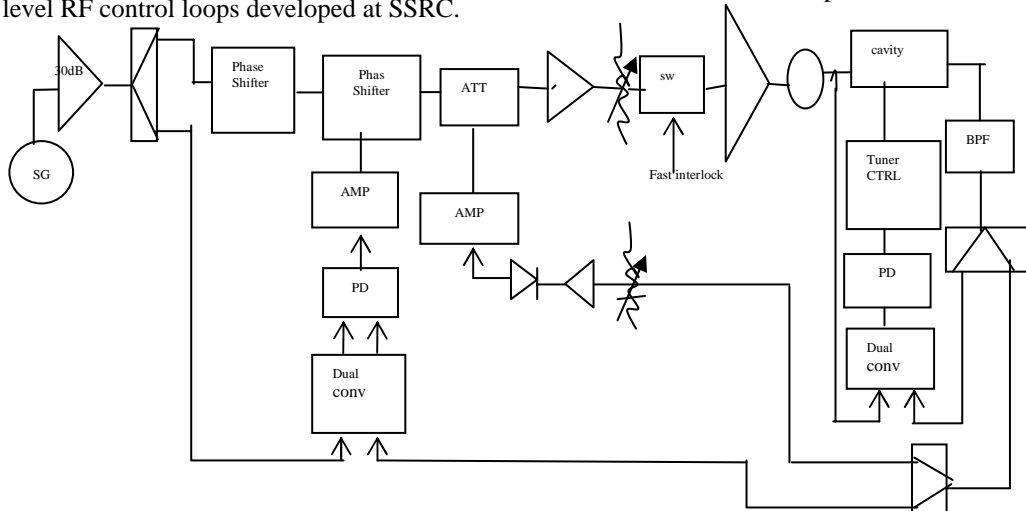 level RF control loops developed at SSRC.
30dB
SG
Phase
Shifter
Phas
Shifter
ATT
sw
cavity
Fast interlock
BPF
Tuner
CTRL
AMP
AMP
PD
PD
Dual
conv
Dual
conv